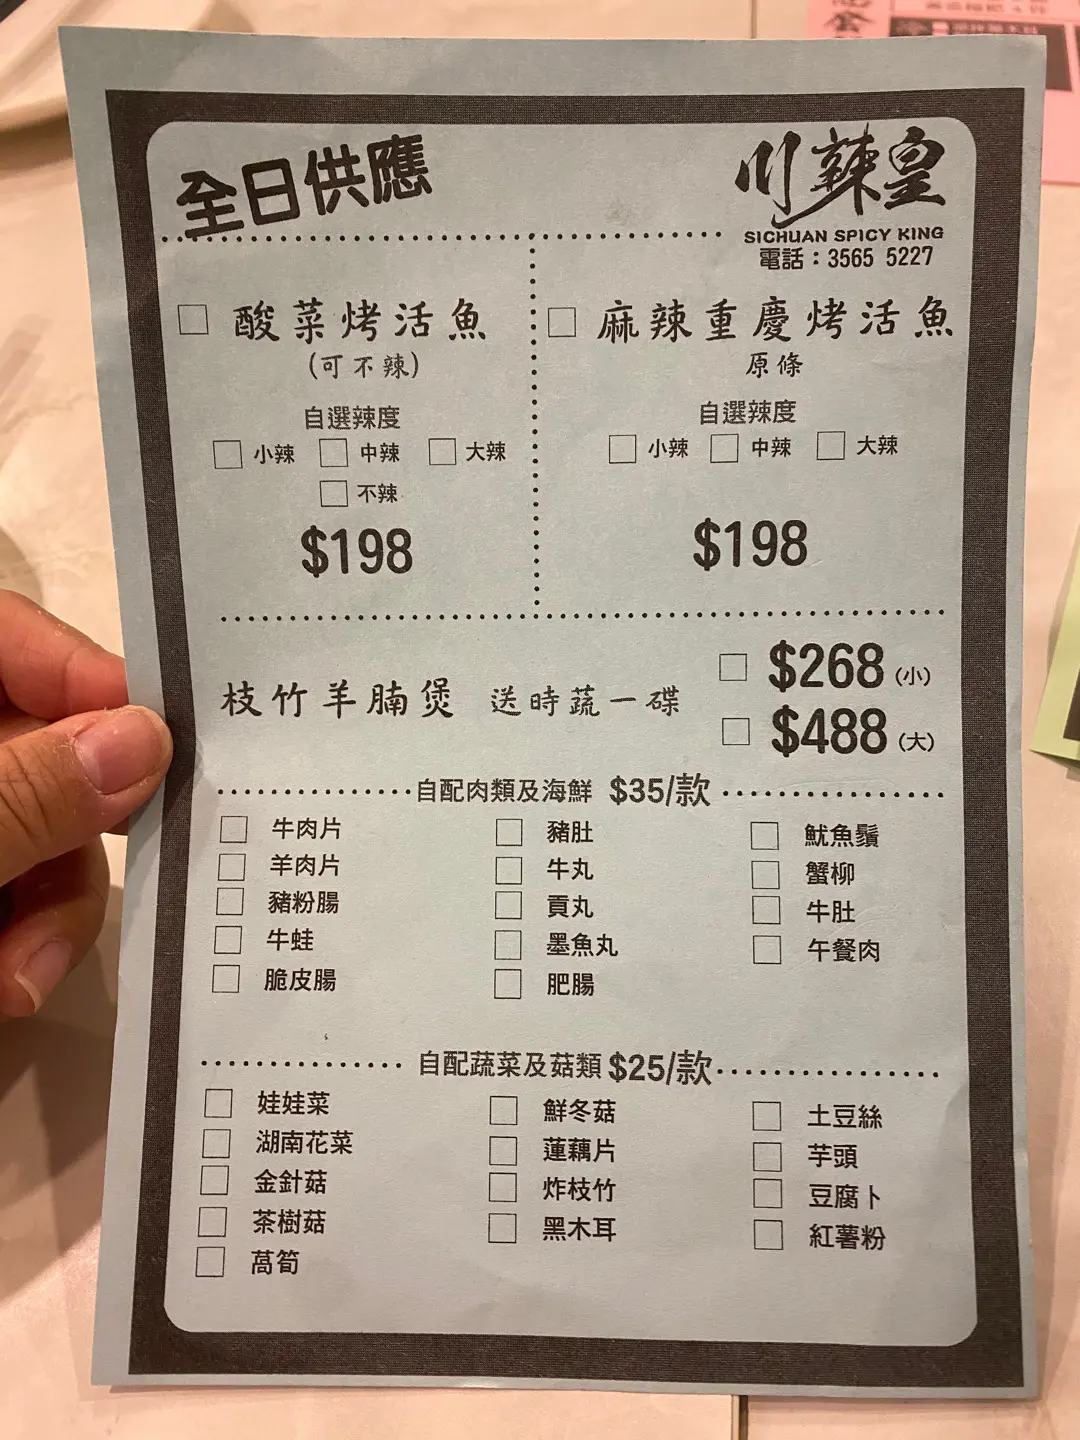 全日供應
川辣皇
SICHUAN SPICY KING
電話：3565 5227
酸菜烤活魚
(可不辣)
自選辣度
小辣 中辣 大辣
不辣
$198
麻辣重慶烤活魚
原條
自選辣度
小辣 中辣 大辣
$198
枝竹羊腩煲 送時蔬一碟
$268 (小)
$488 (大)
自配肉類及海鮮 $35/款
牛肉片 豬肚 魷魚鬚
羊肉片 牛丸 蟹柳
豬粉腸 貢丸 牛肚
牛蛙 墨魚丸 午餐肉
脆皮腸 肥腸
自配蔬菜及菇類 $25/款
娃娃菜 鮮冬菇 土豆絲
湖南花菜 蓮藕片 芋頭
金針菇 炸枝竹 豆腐卜
茶樹菇 黑木耳 紅薯粉
萵筍